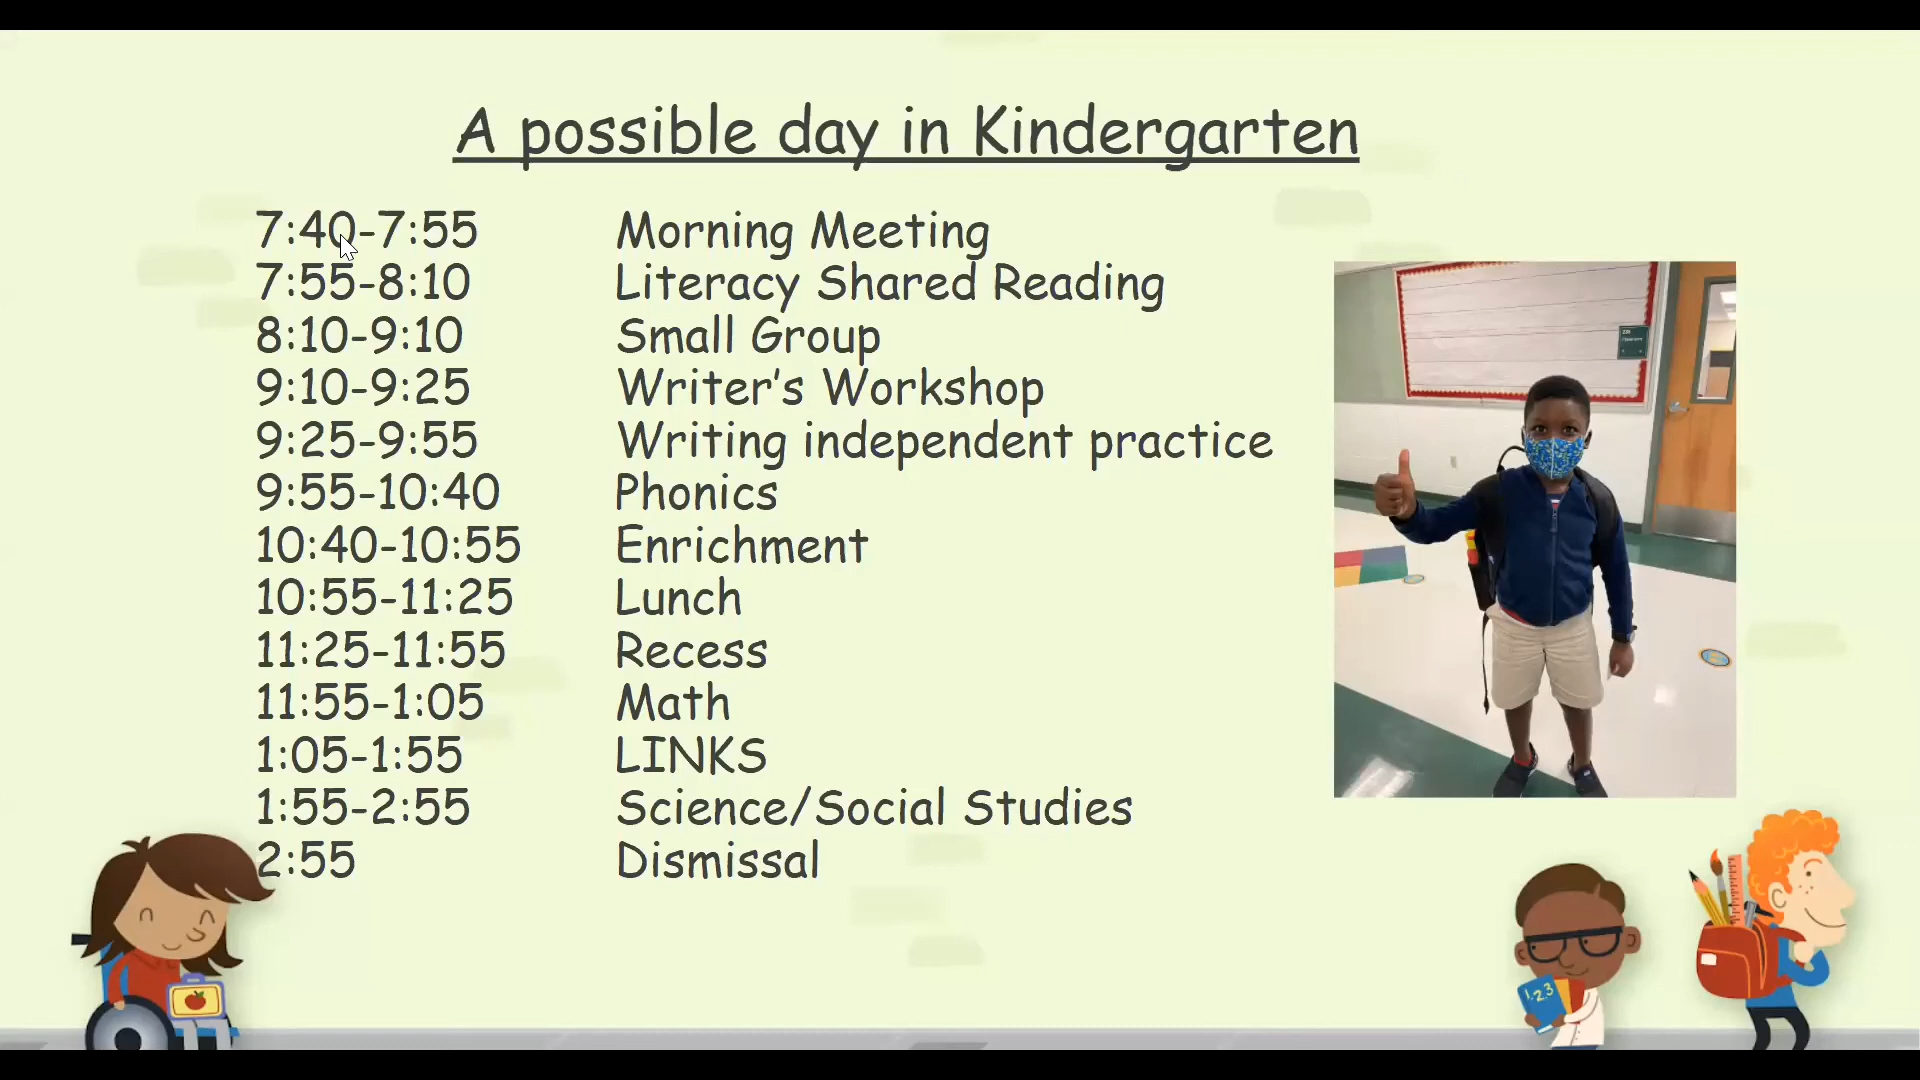 A possible day in Kindergarten
7:40-7:55 Morning Meeting
7:55-8:10 Literacy Shared Reading
8:10-9:10 Small Group
9:10-9:25 Writer's Workshop
9:25-9:55 Writing independent practice
9:55-10:40 Phonics
10:40-10:55 Enrichment
10:55-11:25 Lunch
11:25-11:55 Recess
11:55-1:05 Math
1:05-1:55 LINKS
1:55-2:55 Science/Social Studies
2:55 Dismissal
1,2,3